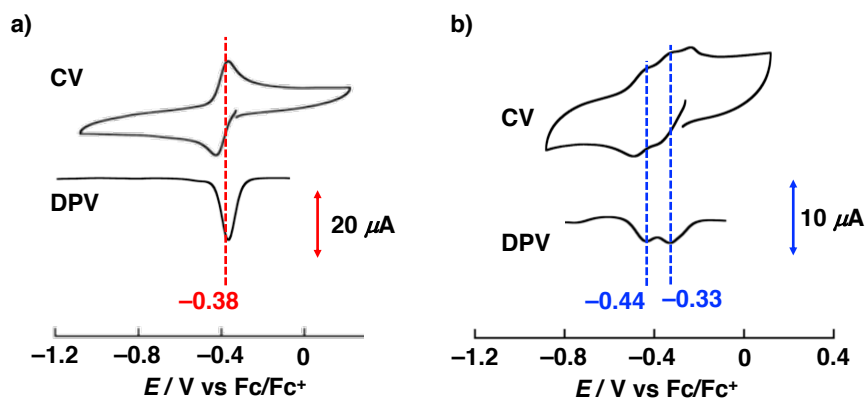 a)
CV
DPV
20 μA
−0.38
−1.2 −0.8 −0.4 0
E / V vs Fc/Fc⁺
b)
CV
DPV
10 μA
−0.44 −0.33
−1.2 −0.8 −0.4 0 0.4
E / V vs Fc/Fc⁺